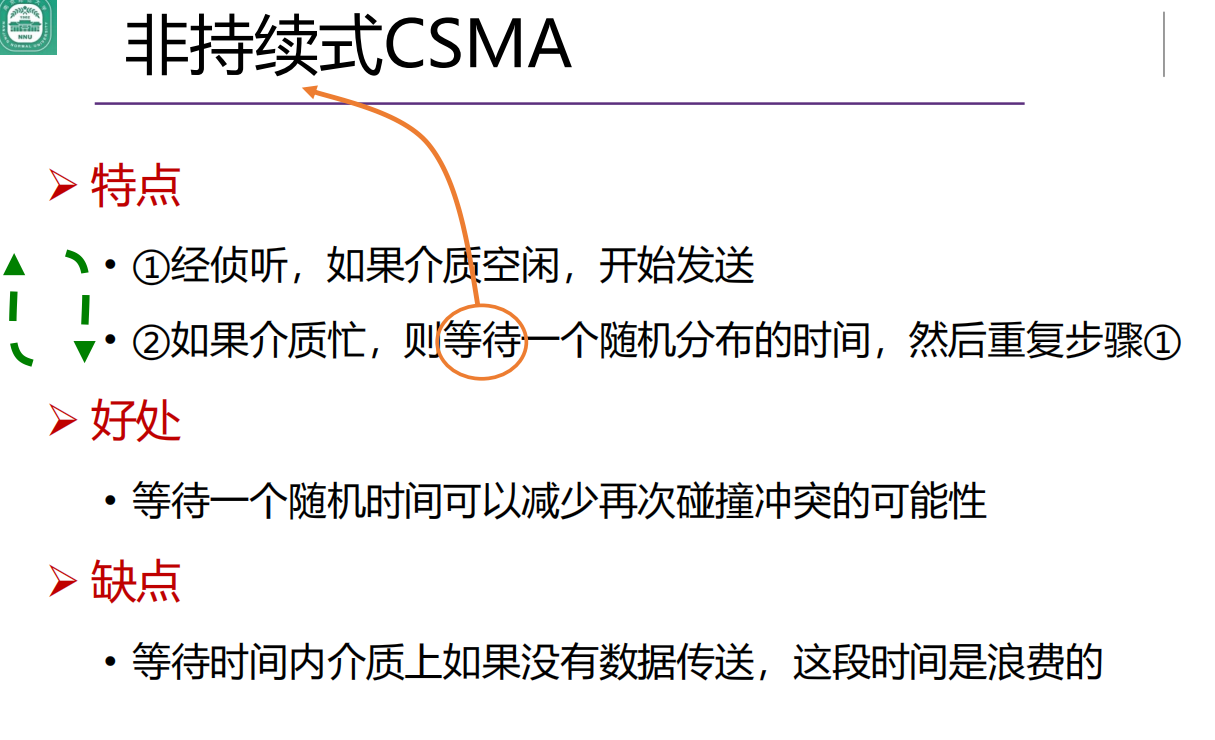 NNU
非持续式CSMA
特点
①经侦听，如果介质空闲，开始发送
②如果介质忙，则等待一个随机分布的时间，然后重复步骤①
好处
等待一个随机时间可以减少再次碰撞冲突的可能性
缺点
等待时间内介质上如果没有数据传送，这段时间是浪费的